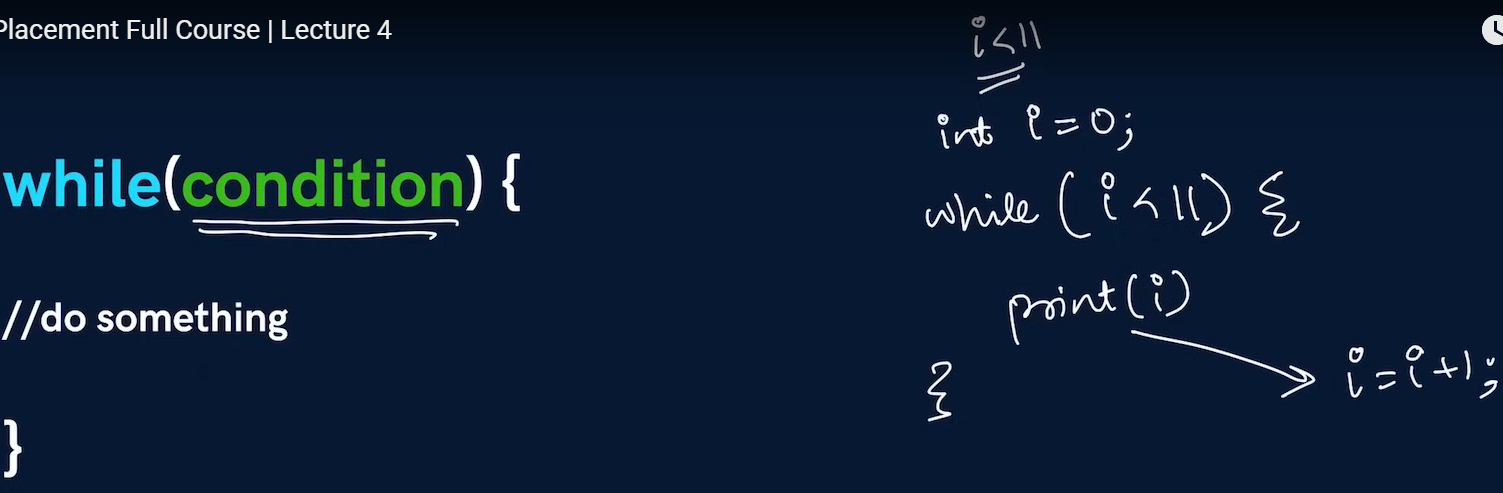 Placement Full Course | Lecture 4
while(condition) {
//do something
}
i<11
int i=0;
while (i<11) {
print(i)
i=i+1;
}